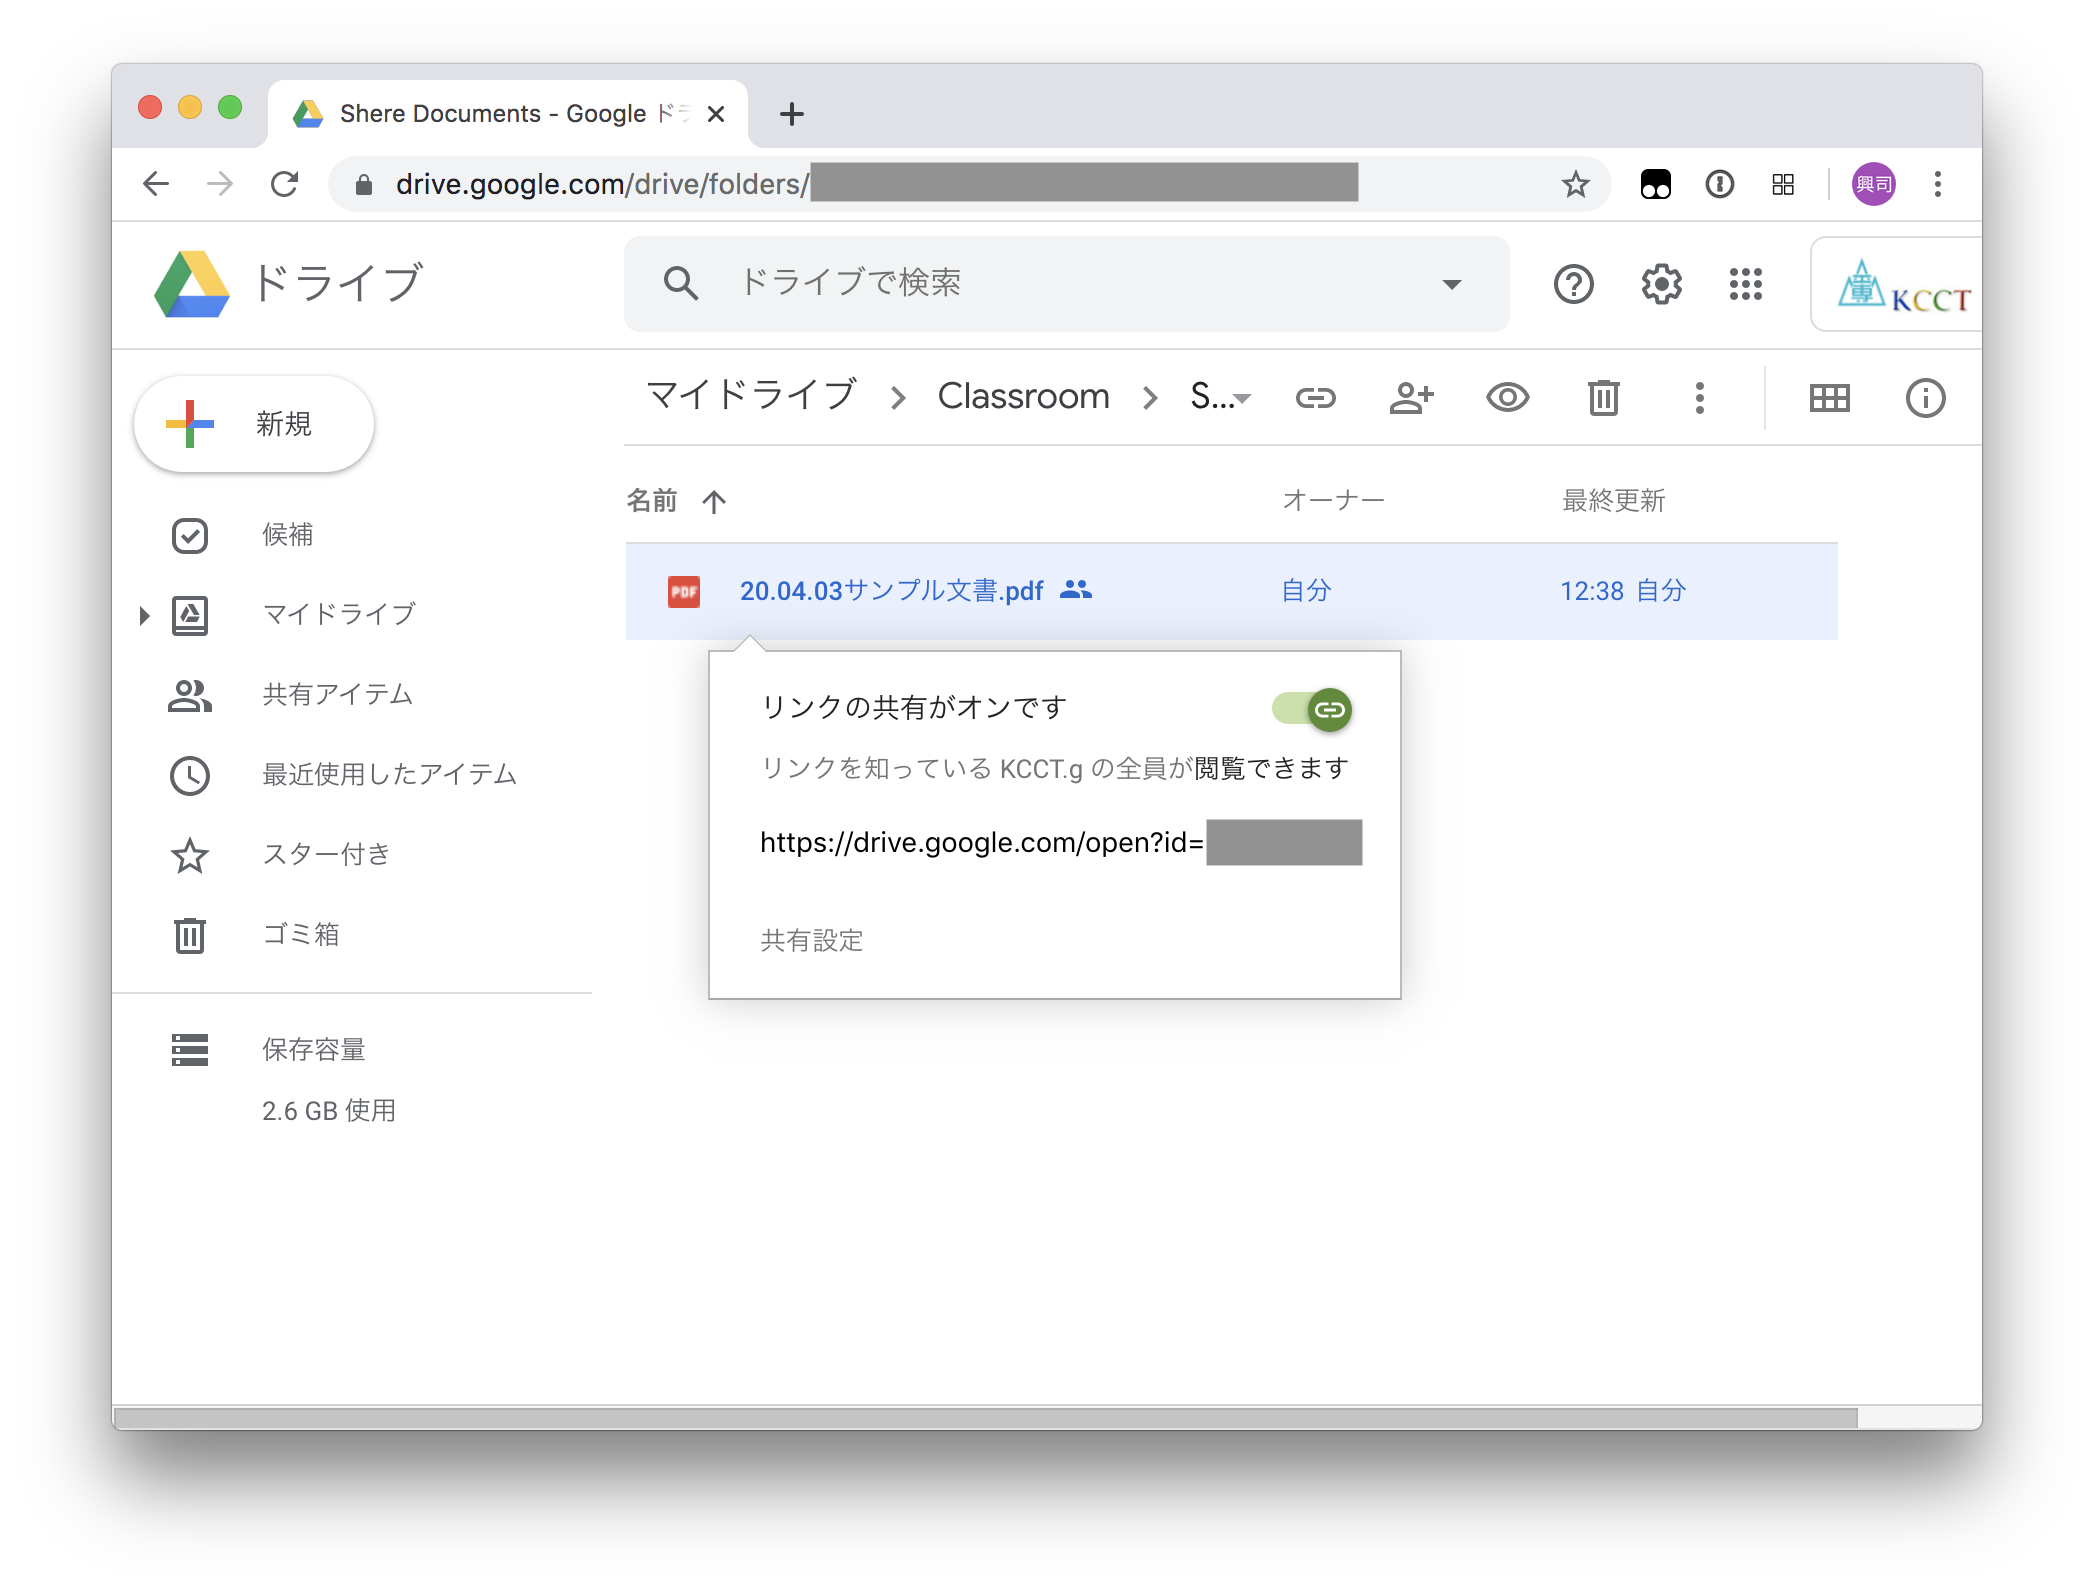 Shere Documents - Google ドラ
drive.google.com/drive/folders/
興司
ドライブ
ドライブで検索
KCCT
新規
マイドライブ
Classroom
S...
候補
マイドライブ
共有アイテム
最近使用したアイテム
スター付き
ゴミ箱
保存容量
2.6 GB 使用
名前
オーナー
最終更新
PDF
20.04.03サンプル文書.pdf
自分
12:38 自分
リンクの共有がオンです
リンクを知っている KCCT.g の全員が閲覧できます
https://drive.google.com/open?id=
共有設定